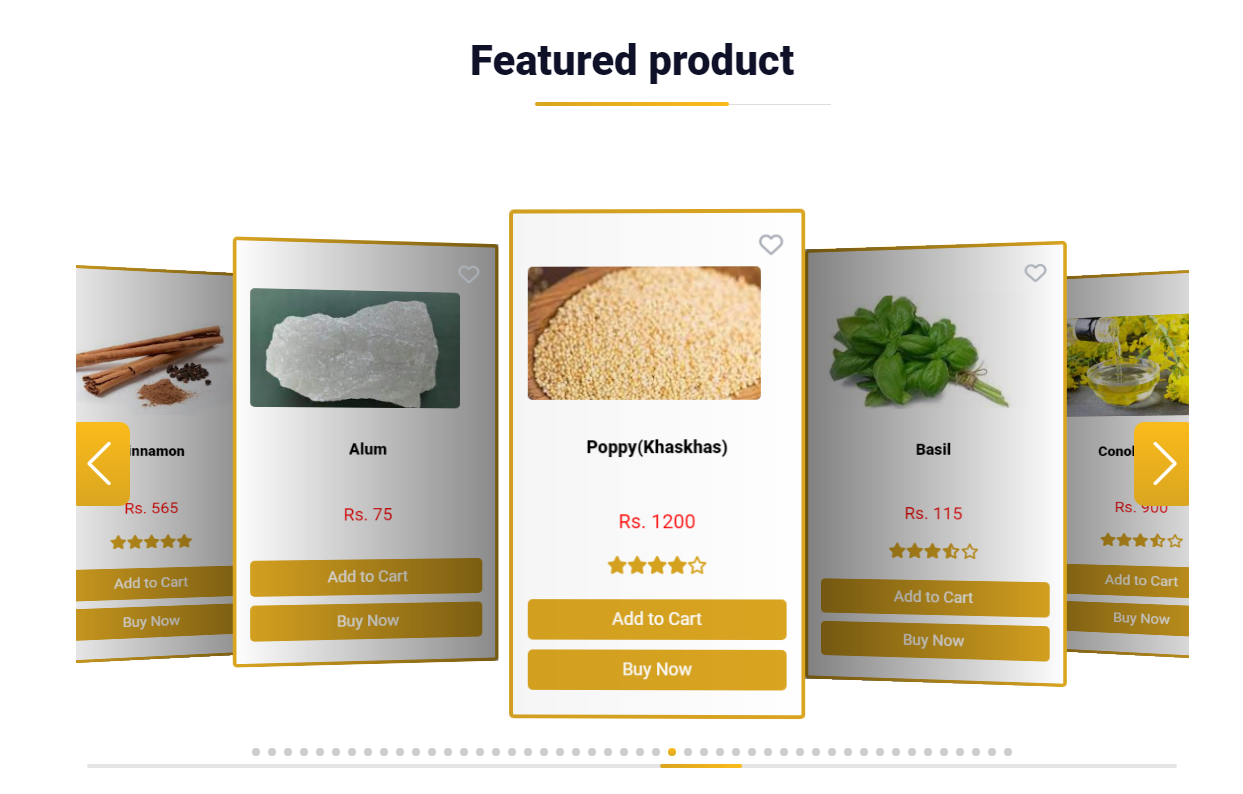 Featured product
innamon
Rs. 565
Add to Cart
Buy Now
Alum
Rs. 75
Add to Cart
Buy Now
Poppy(Khaskhas)
Rs. 1200
Add to Cart
Buy Now
Basil
Rs. 115
Add to Cart
Buy Now
Rs. 900
Add to Cart
Buy Now